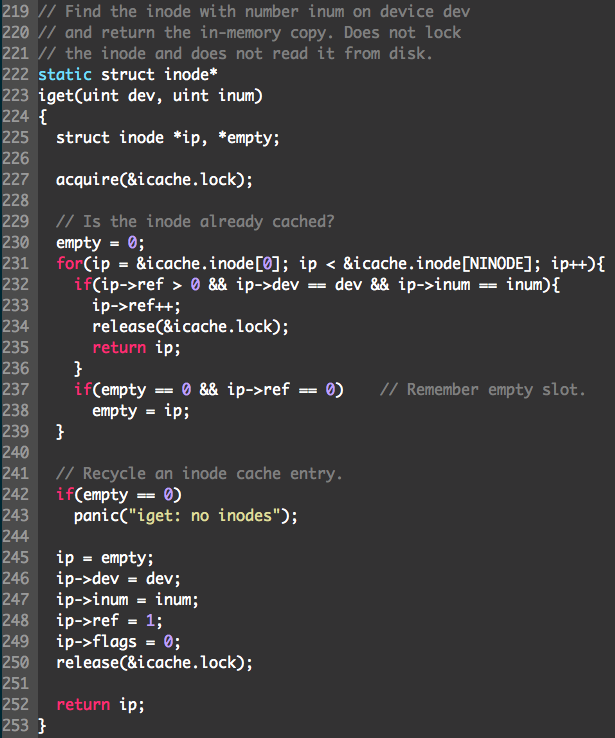 219 // Find the inode with number inum on device dev
220 // and return the in-memory copy. Does not lock
221 // the inode and does not read it from disk.
222 static struct inode*
223 iget(uint dev, uint inum)
224 {
225   struct inode *ip, *empty;
226
227   acquire(&icache.lock);
228
229   // Is the inode already cached?
230   empty = 0;
231   for(ip = &icache.inode[0]; ip < &icache.inode[NINODE]; ip++){
232     if(ip->ref > 0 && ip->dev == dev && ip->inum == inum){
233       ip->ref++;
234       release(&icache.lock);
235       return ip;
236     }
237     if(empty == 0 && ip->ref == 0)    // Remember empty slot.
238       empty = ip;
239   }
240
241   // Recycle an inode cache entry.
242   if(empty == 0)
243     panic("iget: no inodes");
244
245   ip = empty;
246   ip->dev = dev;
247   ip->inum = inum;
248   ip->ref = 1;
249   ip->flags = 0;
250   release(&icache.lock);
251
252   return ip;
253 }